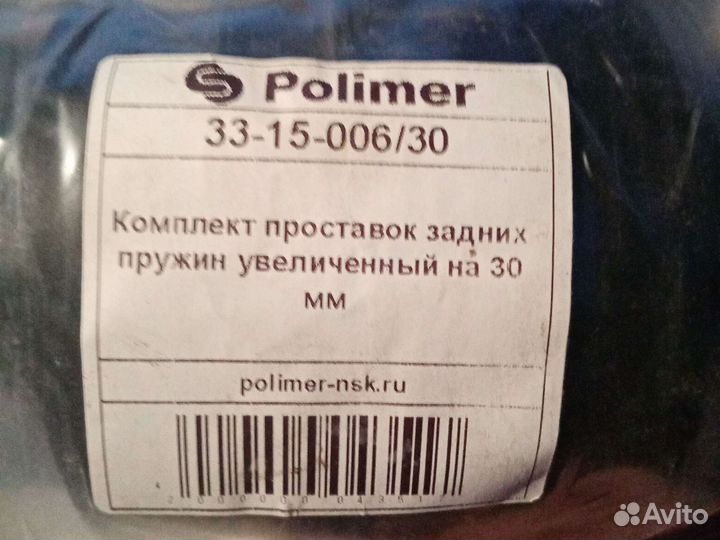 Polimer
33-15-006/30
Комплект проставок задних
пружин увеличенный на 30
мм
polimer-nsk.ru
Avito